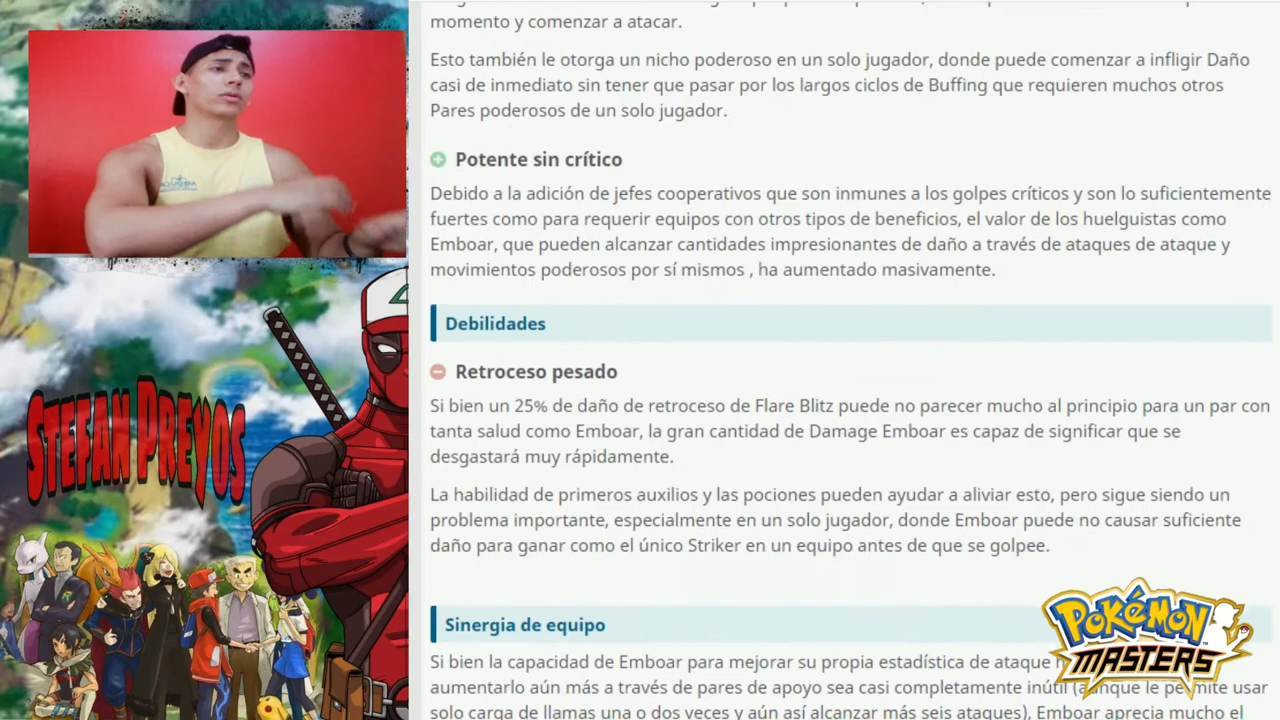 momento y comenzar a atacar.
Esto también le otorga un nicho poderoso en un solo jugador, donde puede comenzar a infligir Daño
casi de inmediato sin tener que pasar por los largos ciclos de Buffing que requieren muchos otros
Pares poderosos de un solo jugador.
Potente sin crítico
Debido a la adición de jefes cooperativos que son inmunes a los golpes críticos y son lo suficientemente
fuertes como para requerir equipos con otros tipos de beneficios, el valor de los huelguistas como
Emboar, que pueden alcanzar cantidades impresionantes de daño a través de ataques de ataque y
movimientos poderosos por sí mismos , ha aumentado masivamente.
Debilidades
Retroceso pesado
Si bien un 25% de daño de retroceso de Flare Blitz puede no parecer mucho al principio para un par con
tanta salud como Emboar, la gran cantidad de Damage Emboar es capaz de significar que se
desgastará muy rápidamente.
La habilidad de primeros auxilios y las pociones pueden ayudar a aliviar esto, pero sigue siendo un
problema importante, especialmente en un solo jugador, donde Emboar puede no causar suficiente
daño para ganar como el único Striker en un equipo antes de que se golpee.
Sinergia de equipo
Si bien la capacidad de Emboar para mejorar su propia estadística de ataque
aumentarlo aún más a través de pares de apoyo sea casi completamente inútil (aunque le permite usar
solo carga de llamas una o dos veces y aún así alcanzar más seis ataques), Emboar aprecia mucho el
STEFAN PREYOS
POKÉMON
MASTERS